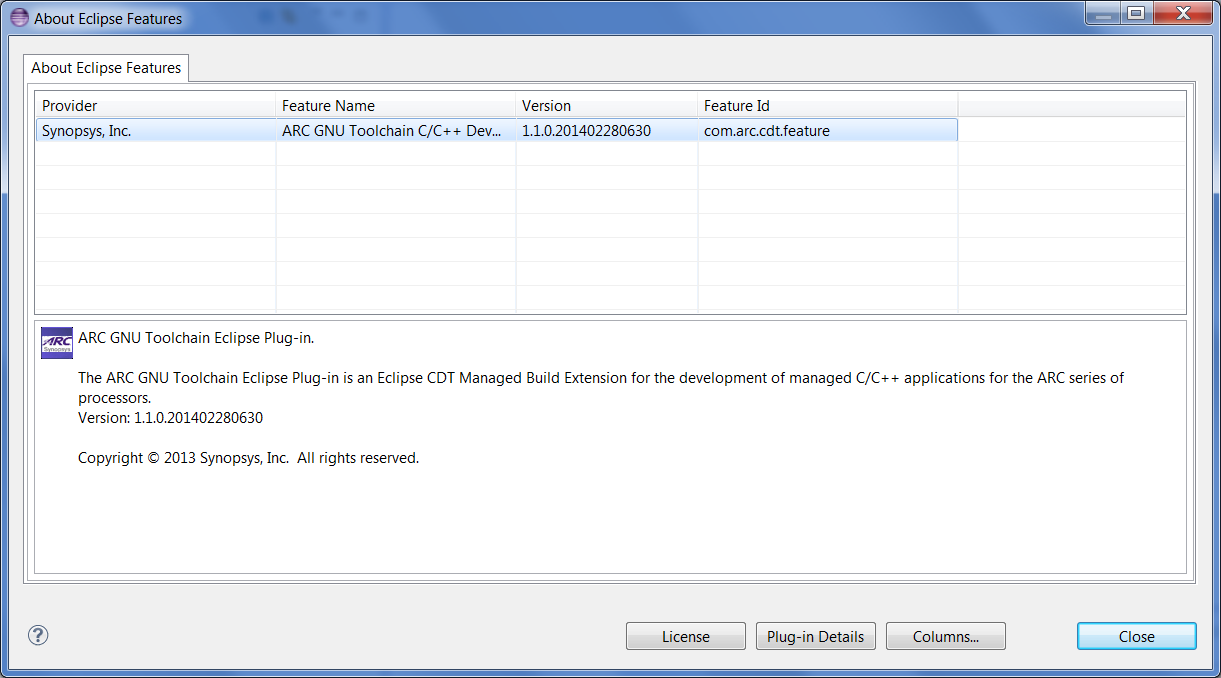 About Eclipse Features
About Eclipse Features
Provider Feature Name Version Feature Id
Synopsys, Inc. ARC GNU Toolchain C/C++ Dev... 1.1.0.201402280630 com.arc.cdt.feature
ARC
Synopsys
ARC GNU Toolchain Eclipse Plug-in.
The ARC GNU Toolchain Eclipse Plug-in is an Eclipse CDT Managed Build Extension for the development of managed C/C++ applications for the ARC series of
processors.
Version: 1.1.0.201402280630
Copyright © 2013 Synopsys, Inc.  All rights reserved.
?
License Plug-in Details Columns... Close